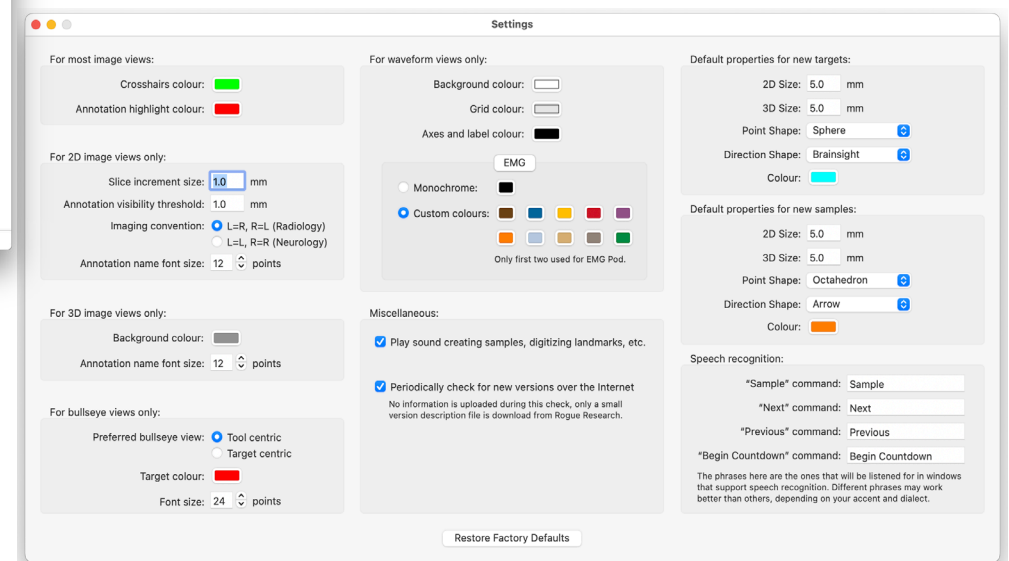 Settings
For most image views:
Crosshairs colour:
Annotation highlight colour:
For 2D image views only:
Slice increment size: 1.0 mm
Annotation visibility threshold: 1.0 mm
Imaging convention: L=R, R=L (Radiology)
L=L, R=R (Neurology)
Annotation name font size: 12 points
For 3D image views only:
Background colour:
Annotation name font size: 12 points
For bullseye views only:
Preferred bullseye view: Tool centric
Target centric
Target colour:
Font size: 24 points
For waveform views only:
Background colour:
Grid colour:
Axes and label colour:
EMG
Monochrome:
Custom colours:
Only first two used for EMG Pod.
Miscellaneous:
Play sound creating samples, digitizing landmarks, etc.
Periodically check for new versions over the Internet
No information is uploaded during this check, only a small
version description file is download from Rogue Research.
Default properties for new targets:
2D Size: 5.0 mm
3D Size: 5.0 mm
Point Shape: Sphere
Direction Shape: Brainsight
Colour:
Default properties for new samples:
2D Size: 5.0 mm
3D Size: 5.0 mm
Point Shape: Octahedron
Direction Shape: Arrow
Colour:
Speech recognition:
“Sample” command: Sample
“Next” command: Next
“Previous” command: Previous
“Begin Countdown” command: Begin Countdown
The phrases here are the ones that will be listened for in windows
that support speech recognition. Different phrases may work
better than others, depending on your accent and dialect.
Restore Factory Defaults